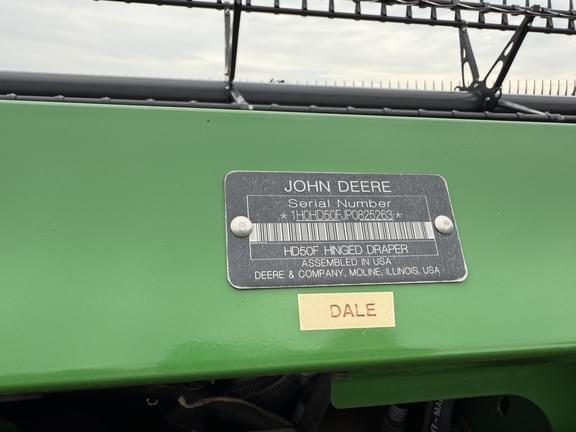 JOHN DEERE
Serial Number
*1H0HD50FJP0825263*
HD50F HINGED DRAPER
ASSEMBLED IN USA
DEERE & COMPANY, MOLINE, ILLINOIS, USA
DALE